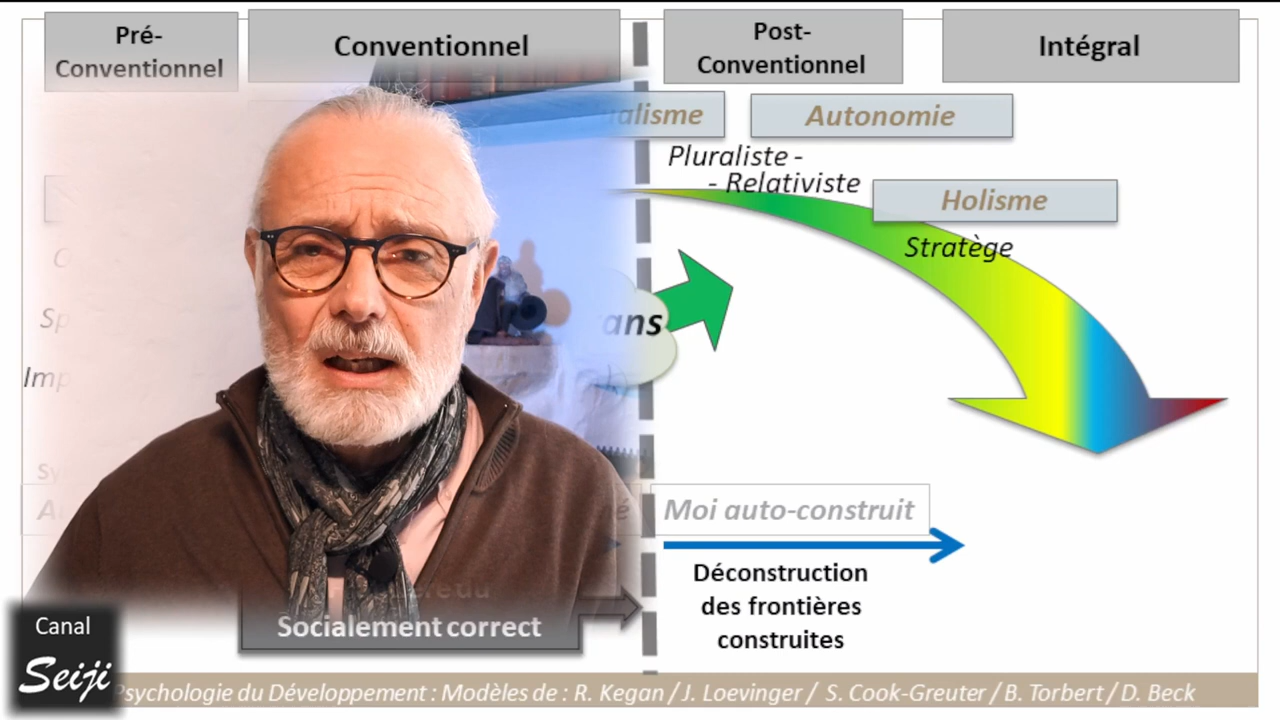 Pré-
Conventionnel
Conventionnel
Post-
Conventionnel
Intégral
Autonomie
Pluraliste -
- Relativiste
Holisme
Stratège
Moi auto-construit
Déconstruction
des frontières
construites
Socialement correct
Canal
Seiji
Psychologie du Développement : Modèles de : R. Kegan / J. Loevinger / S. Cook-Greuter / B. Torbert / D. Beck